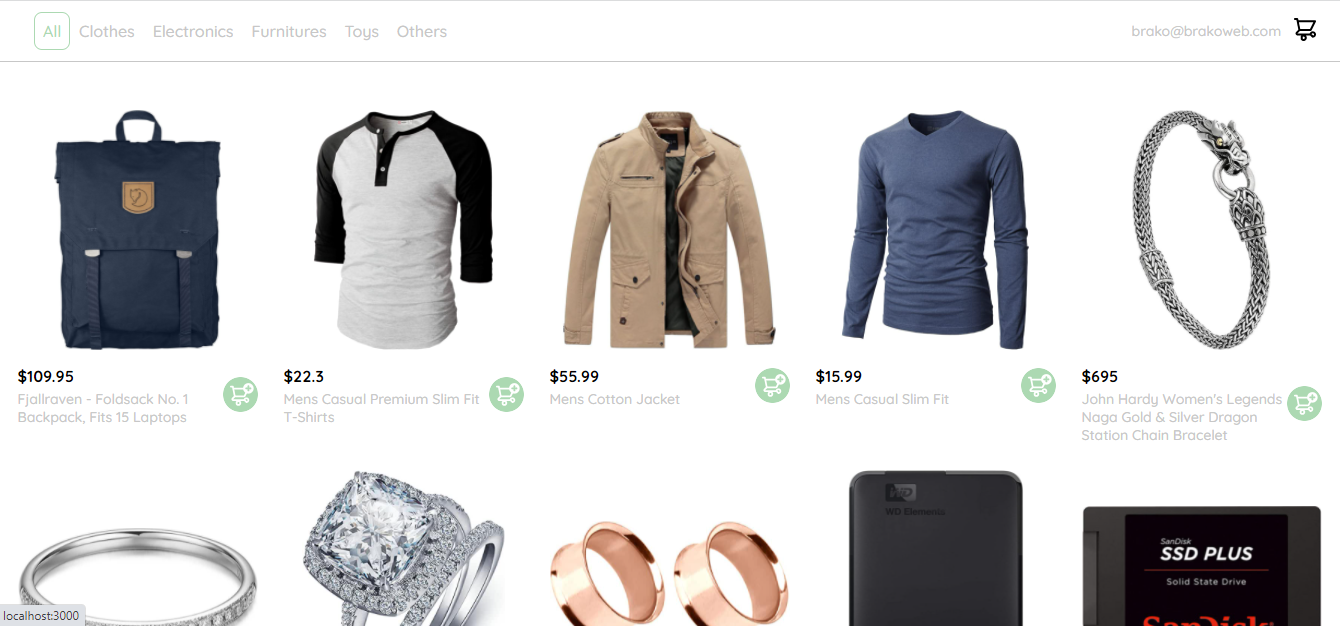 All Clothes Electronics Furnitures Toys Others brako@brakoweb.com
$109.95
Fjallraven - Foldsack No. 1
Backpack, Fits 15 Laptops
$22.3
Mens Casual Premium Slim Fit
T-Shirts
$55.99
Mens Cotton Jacket
$15.99
Mens Casual Slim Fit
$695
John Hardy Women's Legends
Naga Gold & Silver Dragon
Station Chain Bracelet
WD
WD Elements
SanDisk
SSD PLUS
Solid State Drive
SanDisk
localhost:3000